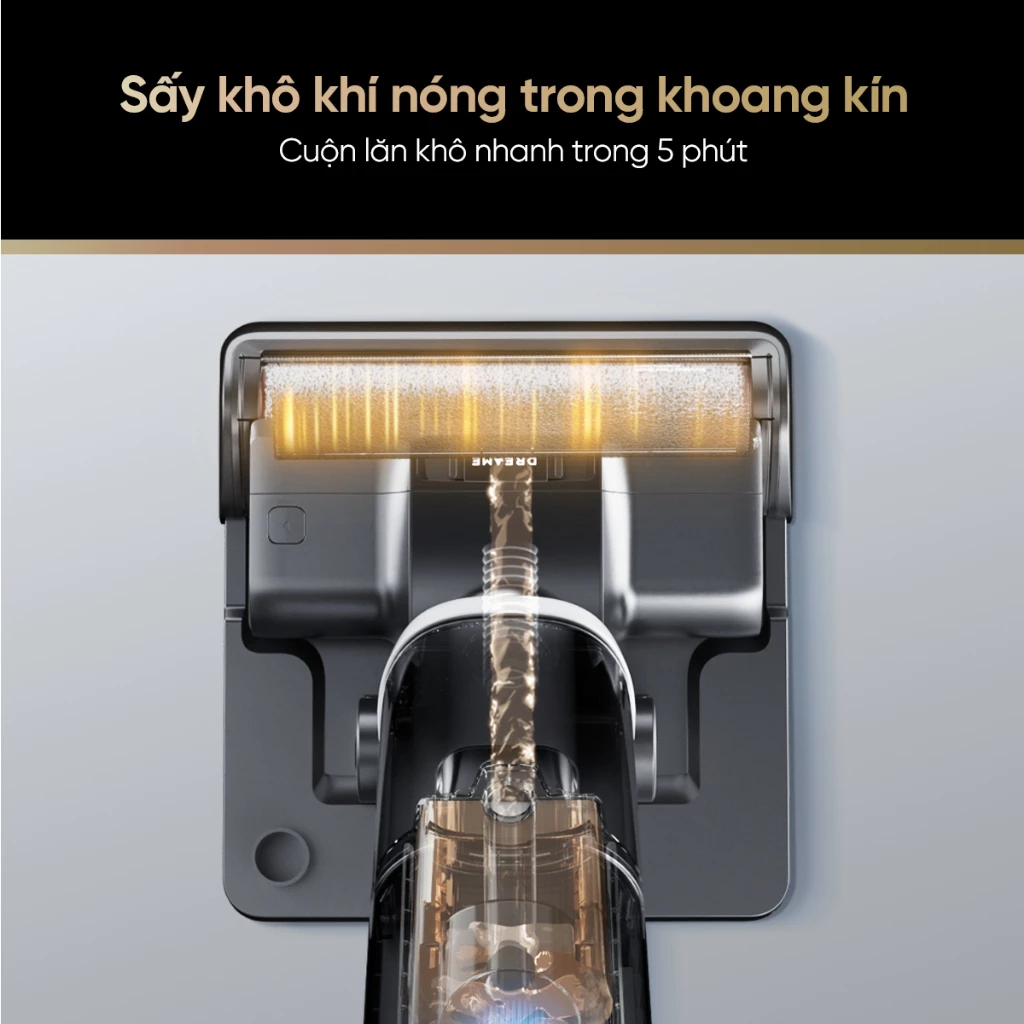 Sấy khô khí nóng trong khoang kín
Cuộn lăn khô nhanh trong 5 phút
DREAME